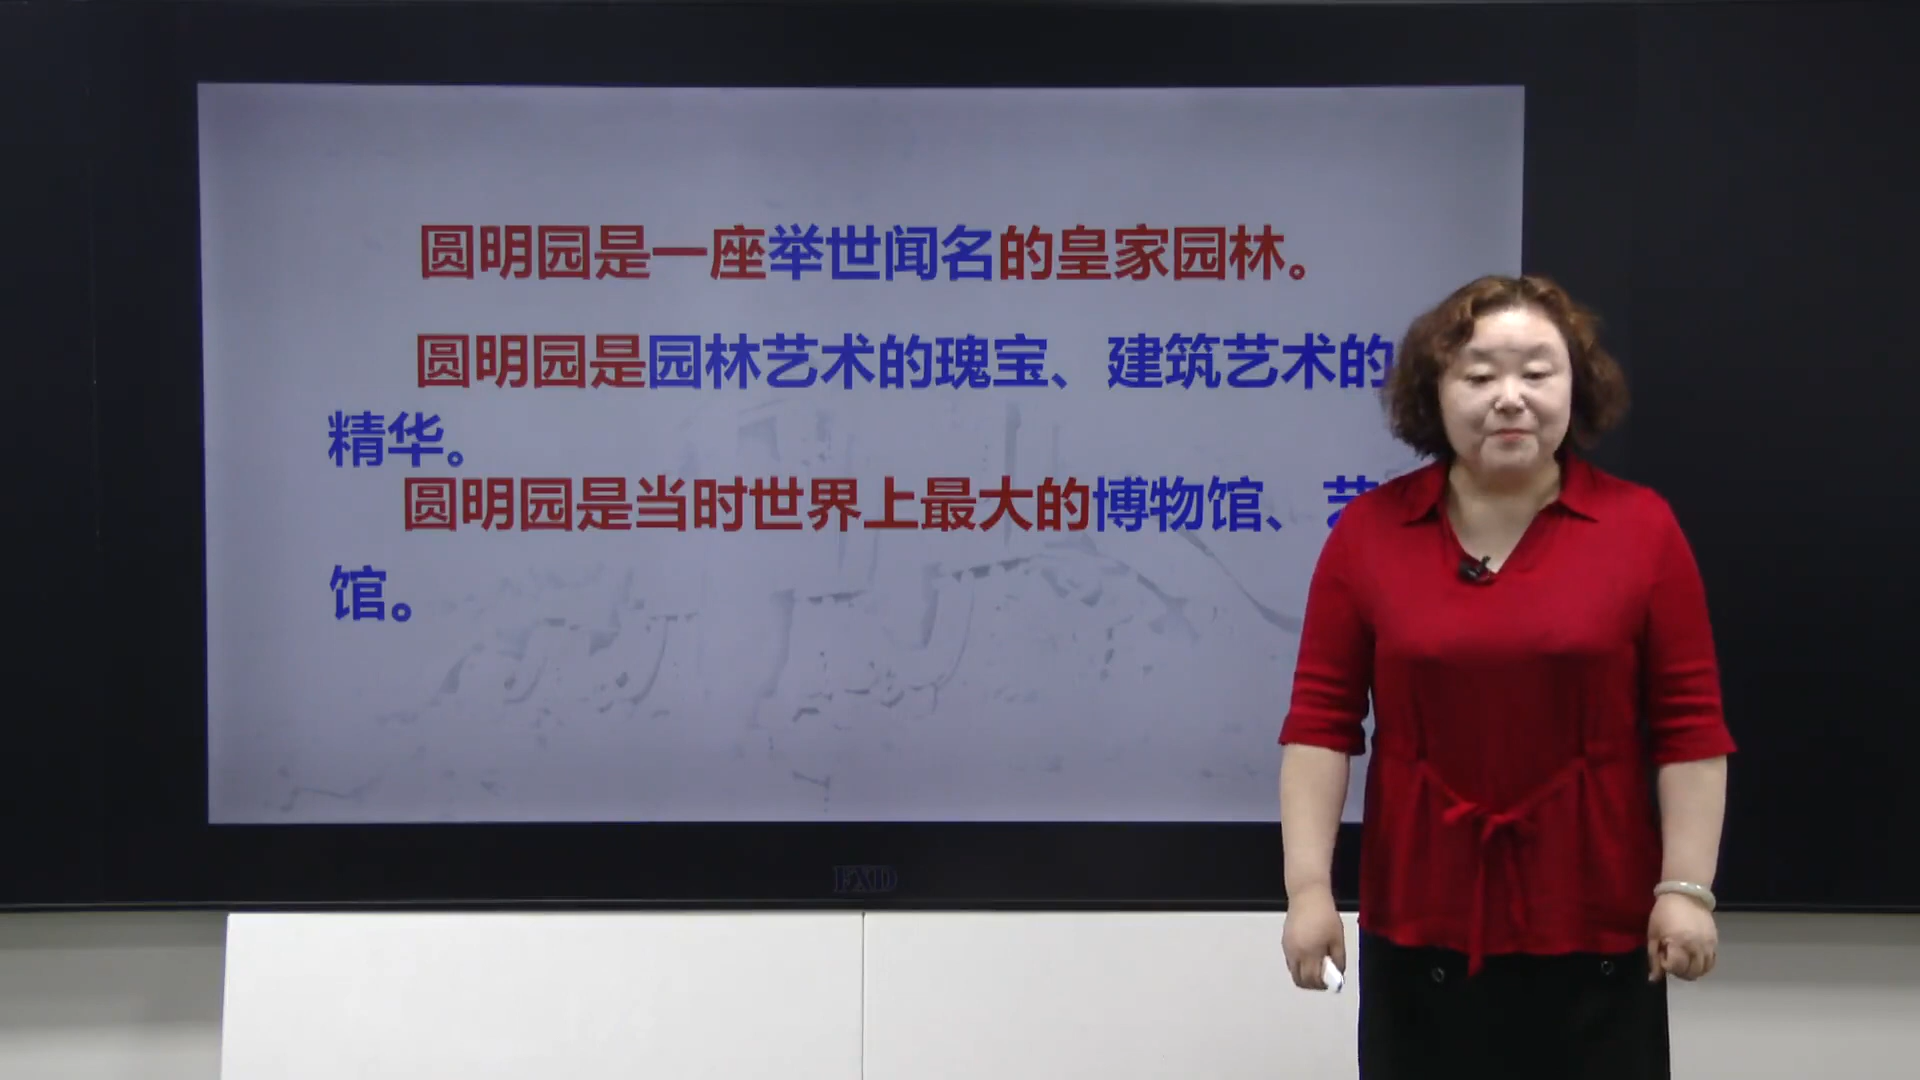 圆明园是一座举世闻名的皇家园林。
圆明园是园林艺术的瑰宝、建筑艺术的
精华。
圆明园是当时世界上最大的博物馆、艺
馆。
FXD